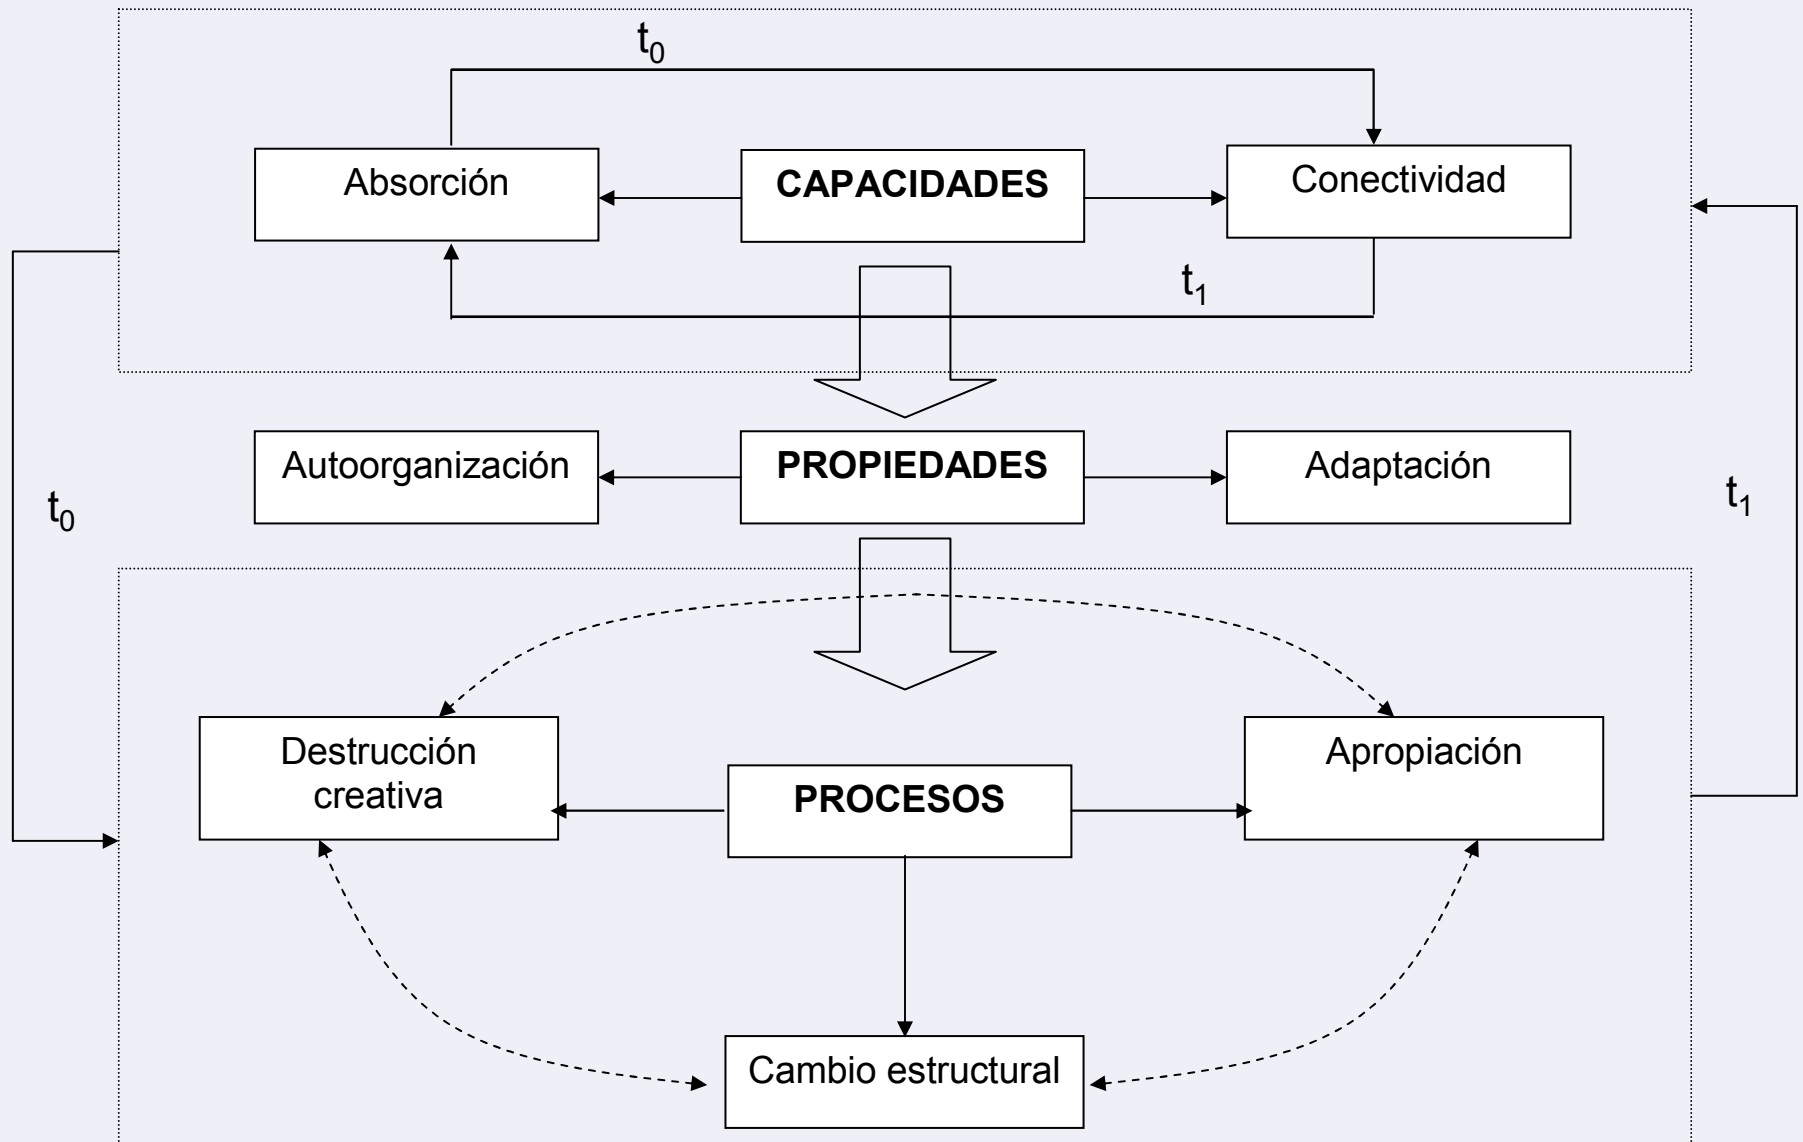 t₀
Absorción
CAPACIDADES
Conectividad
t₁
Autoorganización
PROPIEDADES
Adaptación
t₀
t₁
Destrucción
creativa
PROCESOS
Apropiación
Cambio estructural